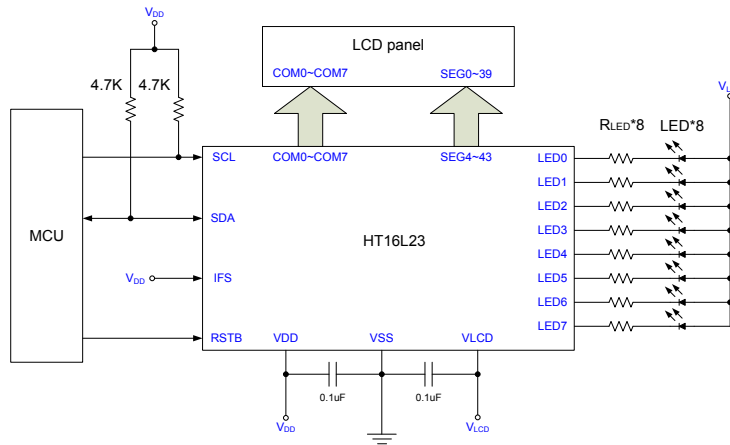 VDD
LCD panel
COM0~COM7 SEG0~39
4.7K 4.7K
RLED*8 LED*8
SCL COM0~COM7 SEG4~43 LED0
LED1
SDA LED2
MCU HT16L23 LED3
LED4
VDD IFS LED5
LED6
RSTB VDD VSS VLCD LED7
0.1uF 0.1uF
VDD VLCD